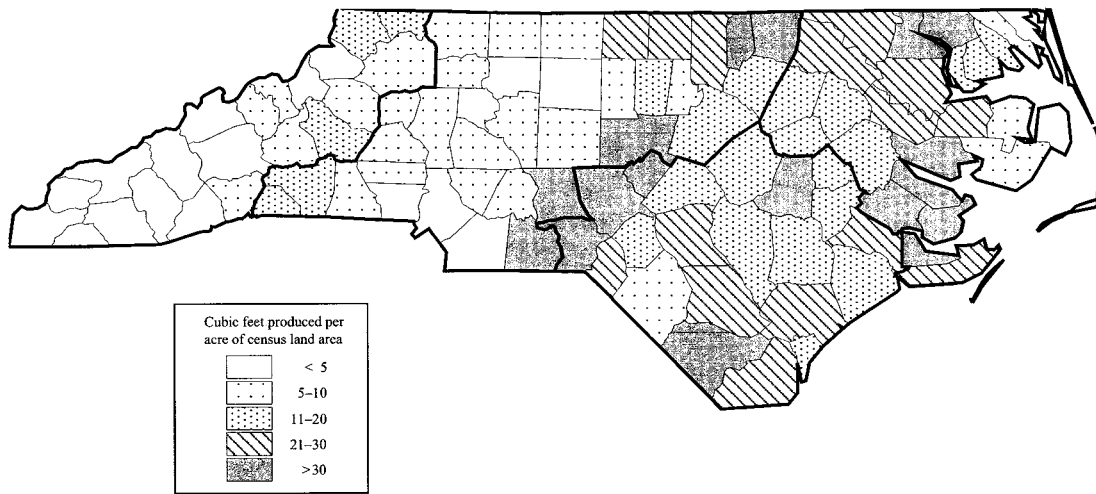 Cubic feet produced per
acre of census land area
< 5
5–10
11–20
21–30
>30